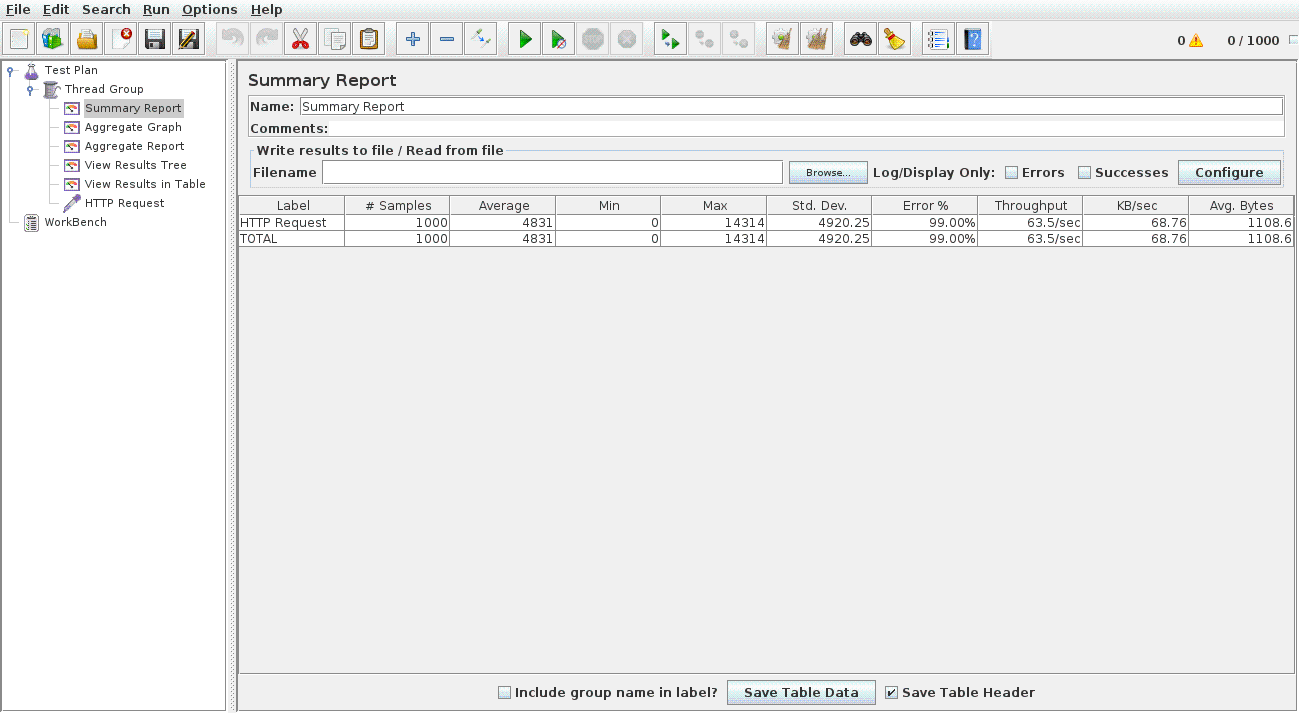 File Edit Search Run Options Help
0 0 / 1000
Test Plan
Thread Group
Summary Report
Aggregate Graph
Aggregate Report
View Results Tree
View Results in Table
HTTP Request
WorkBench
Summary Report
Name: Summary Report
Comments:
Write results to file / Read from file
Filename Browse... Log/Display Only: Errors Successes Configure
Label # Samples Average Min Max Std. Dev. Error % Throughput KB/sec Avg. Bytes
HTTP Request 1000 4831 0 14314 4920.25 99.00% 63.5/sec 68.76 1108.6
TOTAL 1000 4831 0 14314 4920.25 99.00% 63.5/sec 68.76 1108.6
Include group name in label? Save Table Data Save Table Header